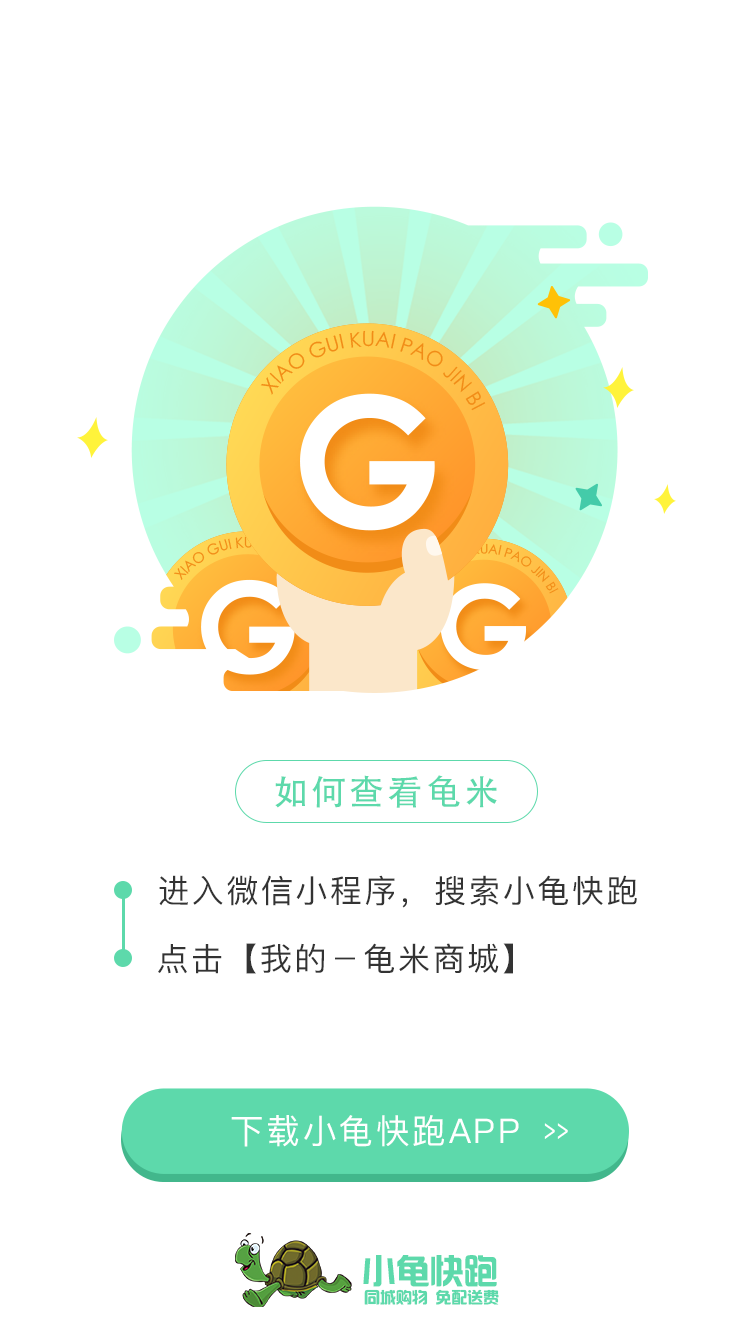 XIAO GUI KUAI PAO JIN BI
G
XIAO GUI KU
G
UAI PAO JIN BI
G
如何查看龟米
进入微信小程序，搜索小龟快跑
点击【我的－龟米商城】
下载小龟快跑APP >>
小龟快跑
同城购物 免配送费